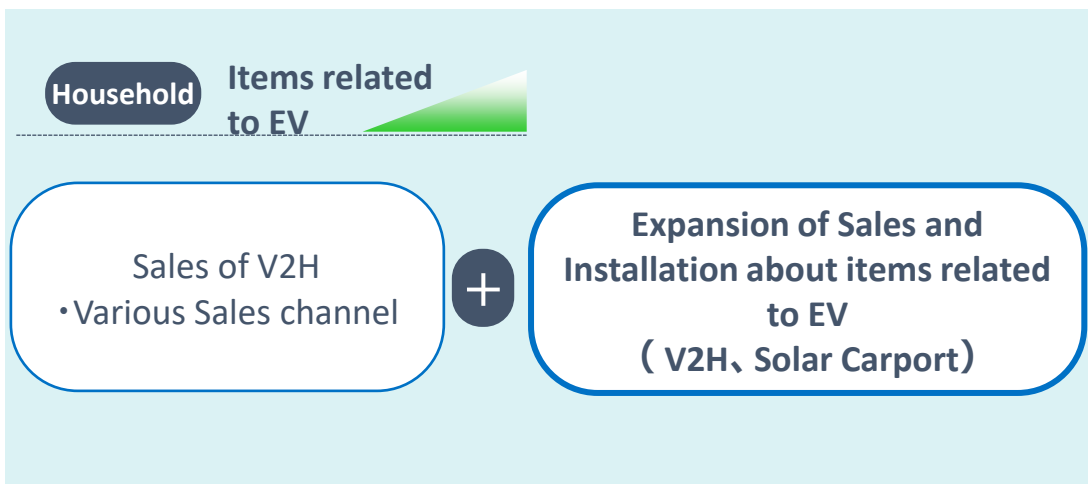 Household
Items related
to EV
Sales of V2H
・Various Sales channel
+
Expansion of Sales and
Installation about items related
to EV
（ V2H、Solar Carport）